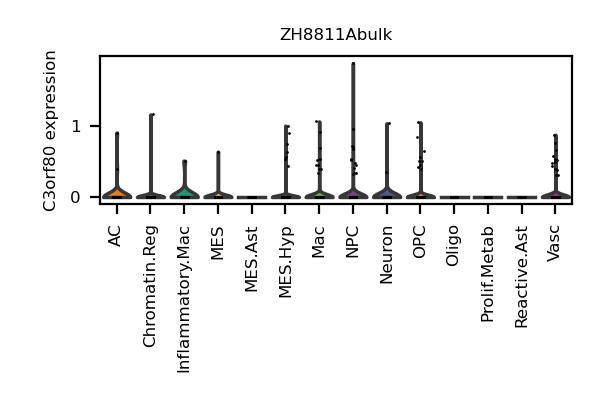 ZH8811Abulk
C3orf80 expression
1
0
AC
Chromatin.Reg
Inflammatory.Mac
MES
MES.Ast
MES.Hyp
Mac
NPC
Neuron
OPC
Oligo
Prolif.Metab
Reactive.Ast
Vasc